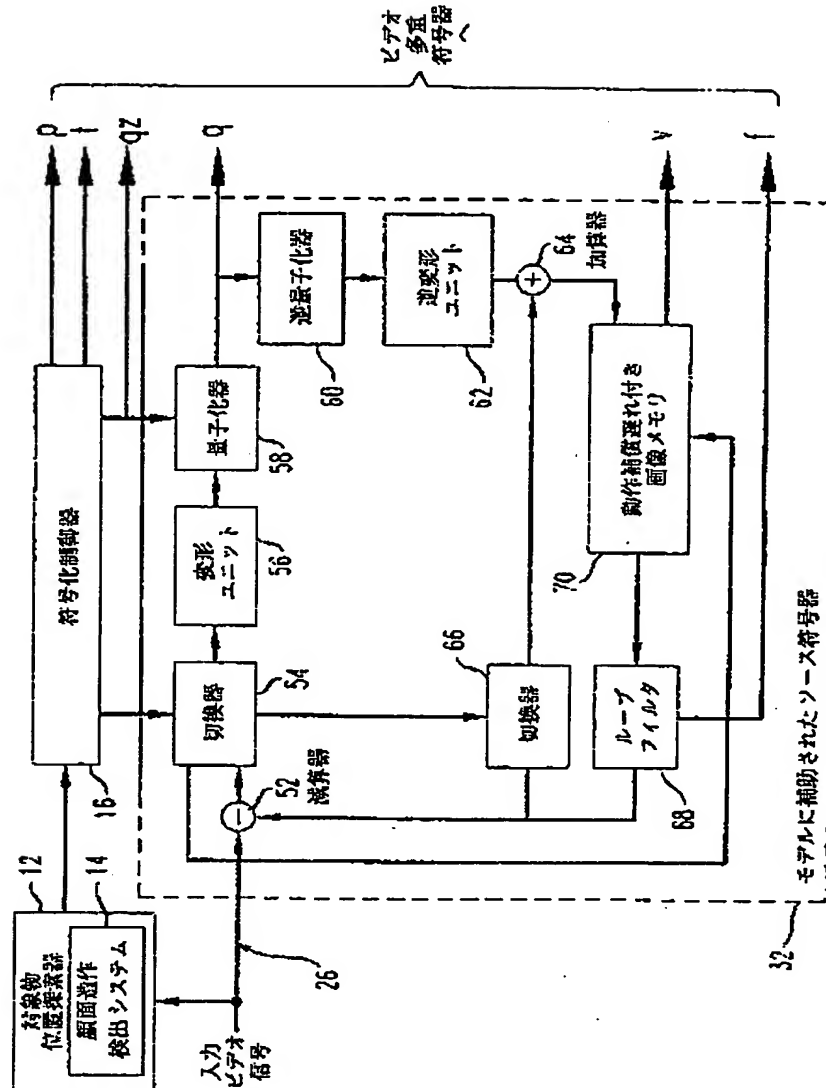 12
対象物
位置探索器
14
顔面造作
検出システム
入力
ビデオ
信号
26
符号化制御器
16
p
t
qz
q
v
f
ビデオ
多重
符号器
へ
52
減算器
切換器
54
変形
ユニット
56
量子化器
58
逆量子化器
60
逆変形
ユニット
62
64
加算器
切換器
66
ループ
フィルタ
68
動作補償遅れ付き
画像メモリ
70
32
モデルに補助されたソース符号器